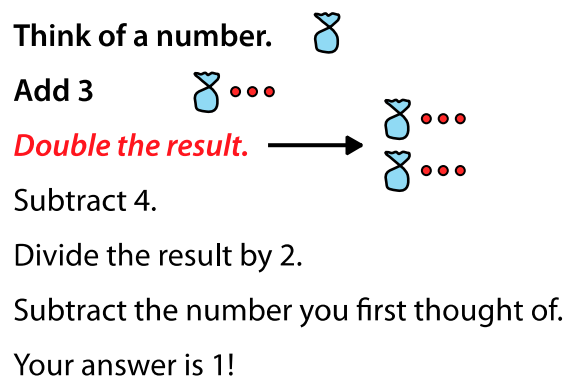 Think of a number.
Add 3
Double the result.
Subtract 4.
Divide the result by 2.
Subtract the number you first thought of.
Your answer is 1!